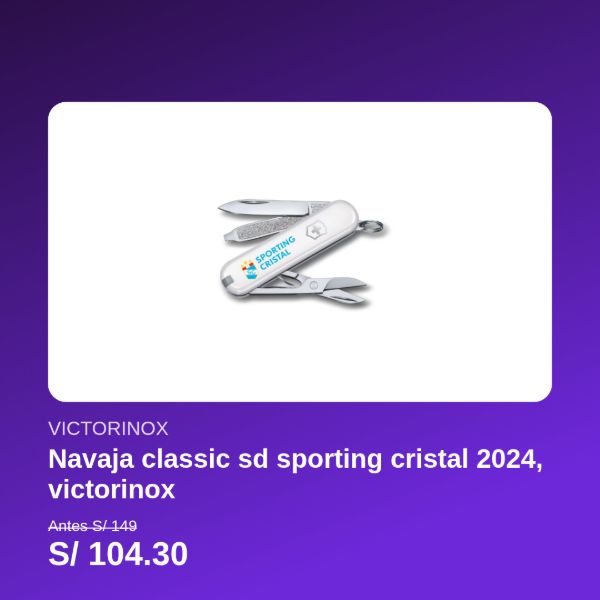 SPORTING
CRISTAL
VICTORINOX
Navaja classic sd sporting cristal 2024,
victorinox
Antes S/ 149
S/ 104.30